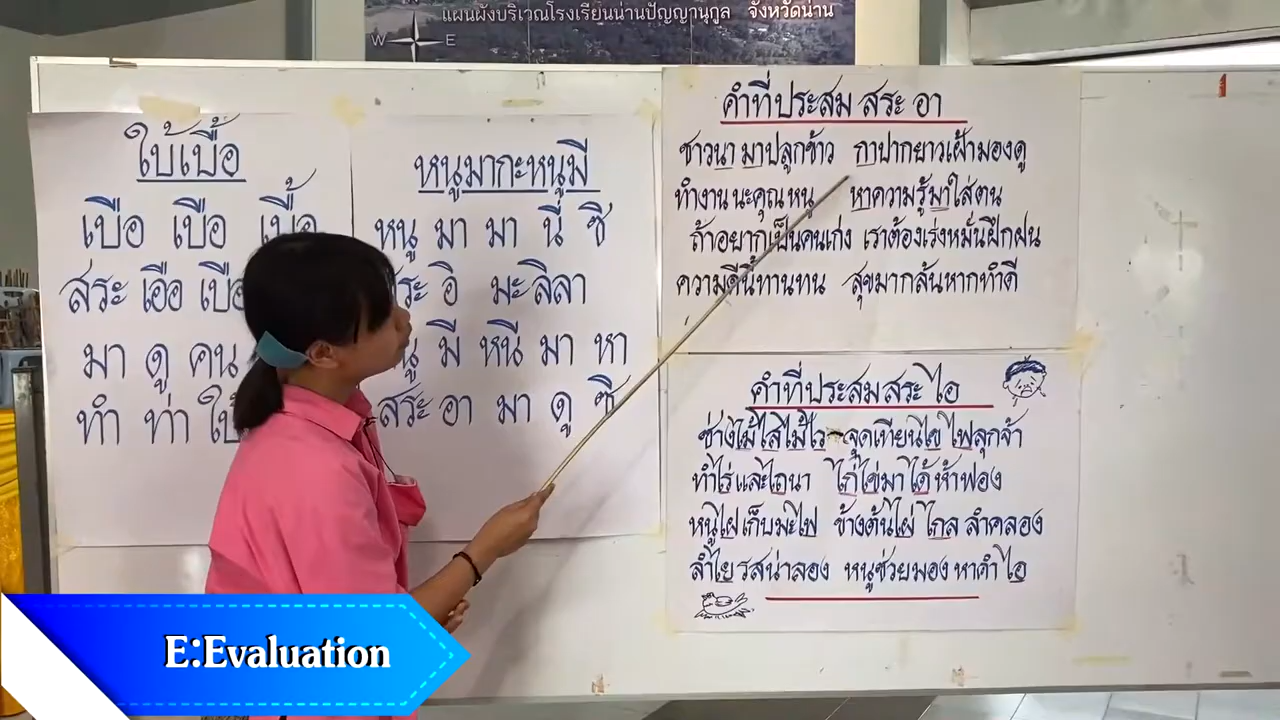 แผนผังบริเวณโรงเรียนน่านปัญญานุกูล จังหวัดน่าน
W E
ใบ้เบื้อ
เบือ เบือ เบื้อ
สระ เอือ
มา ดู คน
ทำ ท่า
หนูมากะหนูมี
หนู มา มา นี่ ซิ
อิ มะลิลา
มี หนี มา หา
สระ อา มา ดู ซิ
คำที่ประสม สระ อา
ชาวนา มาปลูกข้าว กาปากยาวเฝ้ามองดู
ทำงานนะคุณหนู หาความรู้มาใส่ตน
ถ้าอยากเป็นคนเก่ง เราต้องเร่งหมั่นฝึกฝน
ความดีนี้ทานทน สุขมากล้นหากทำดี
คำที่ประสมสระ ไอ
ช่างไม้ไสไม้ไร จุดเทียนไข ไฟลุกจ้า
ทำไร่และไถนา ไก่ไข่มาได้ห้าฟอง
หนูไฝเก็บมะไฟ ข้างต้นไผ่ ไกลลำคลอง
ลำไยรสน่าลอง หนูช่วยมองหาคำ ไอ
E:Evaluation